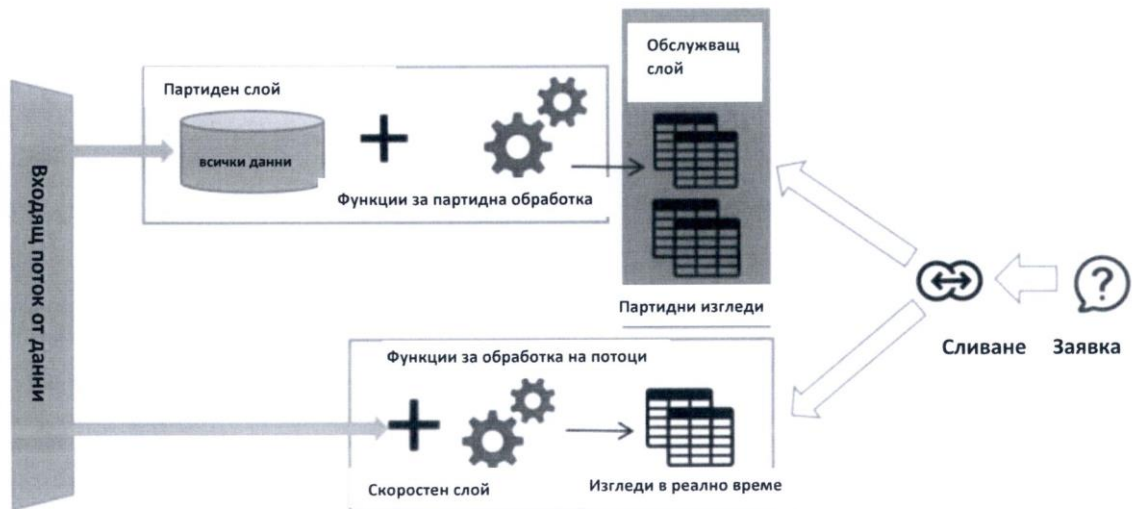 Обслужващ
слой
Партиден слой
всички данни
Функции за партидна обработка
Входящ поток от данни
Партидни изгледи
Сливане
Заявка
Функции за обработка на потоци
Скоростен слой
Изгледи в реално време